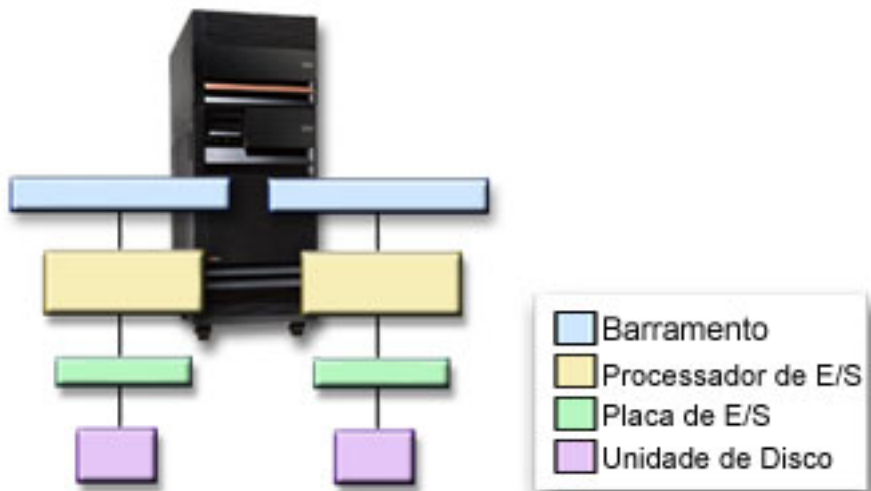 Barramento
Processador de E/S
Placa de E/S
Unidade de Disco